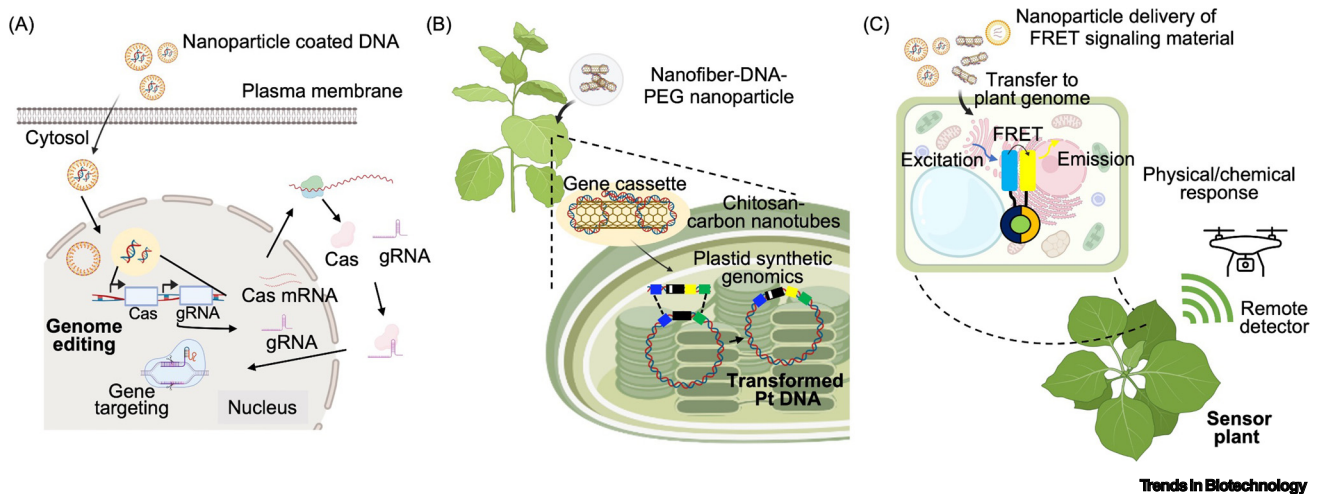 (A)
Nanoparticle coated DNA
Plasma membrane
Cytosol
Cas
gRNA
Cas mRNA
Cas
gRNA
Genome
editing
gRNA
Gene
targeting
Nucleus
(B)
Nanofiber-DNA-
PEG nanoparticle
Gene cassette
Chitosan-
carbon nanotubes
Plastid synthetic
genomics
Transformed
Pt DNA
(C)
Nanoparticle delivery of
FRET signaling material
Transfer to
plant genome
FRET
Excitation
Emission
Physical/chemical
response
Remote
detector
Sensor
plant
Trends in Biotechnology